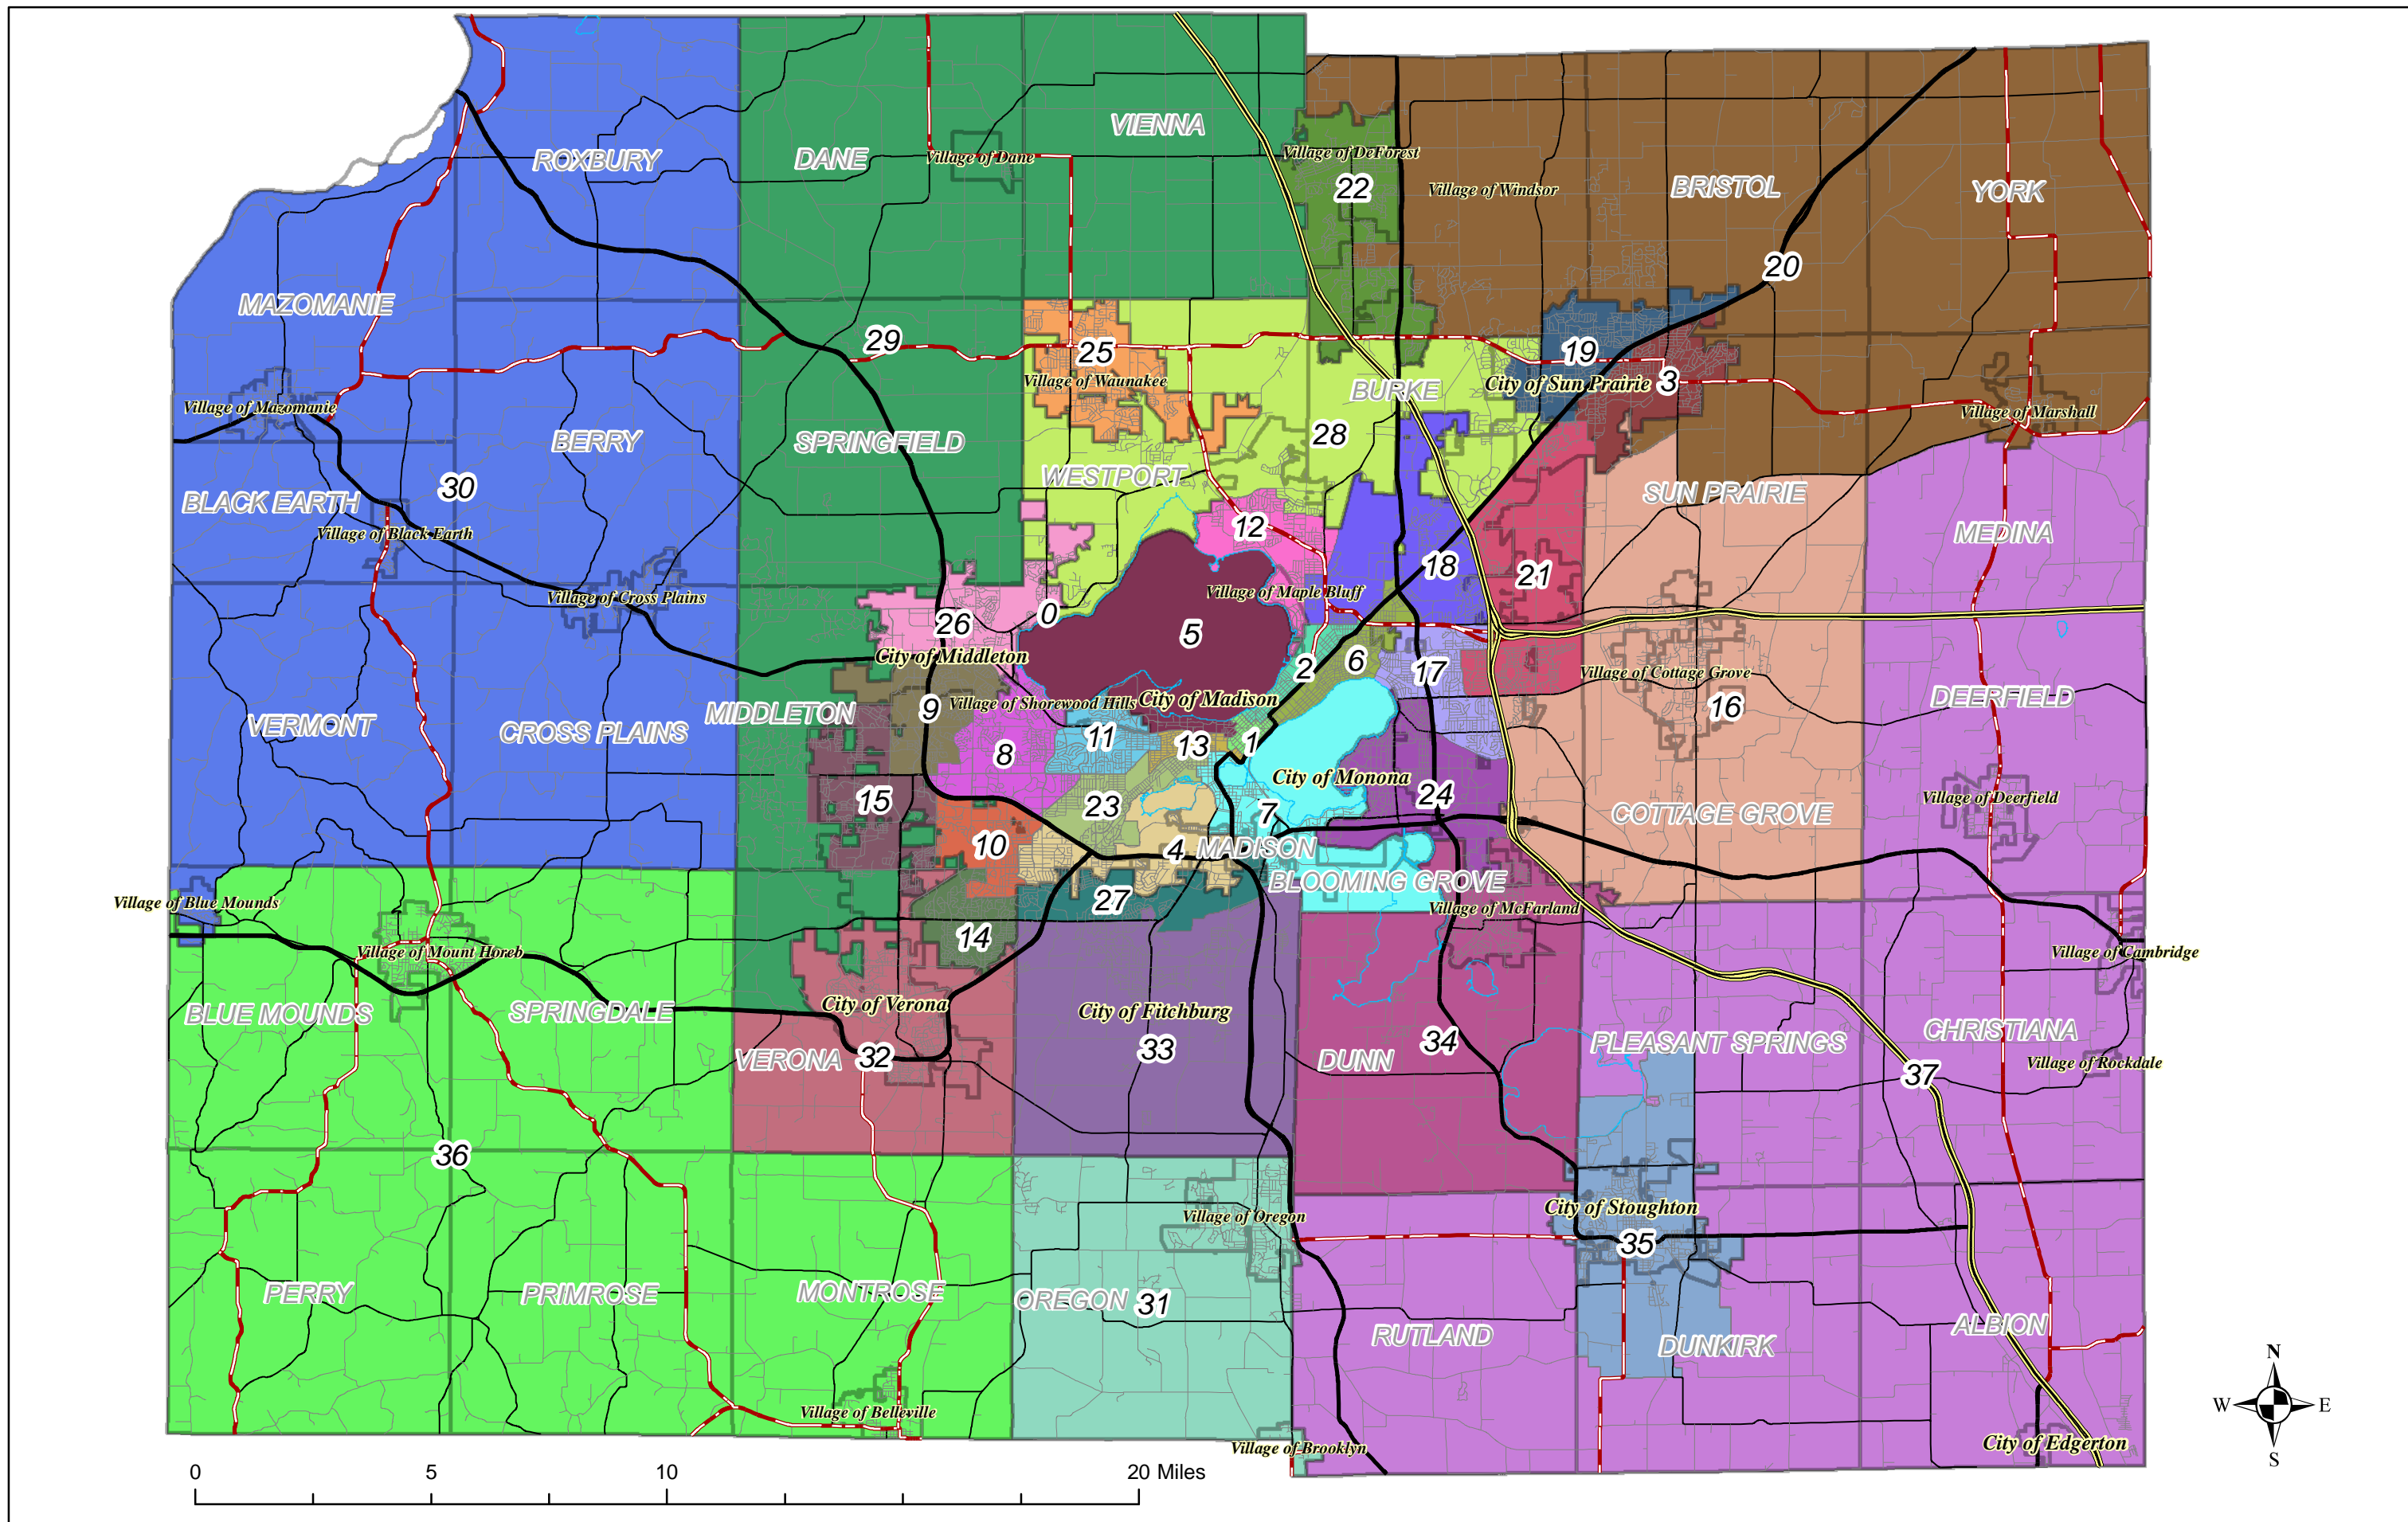 VIENNA
ROXBURY
DANE
Village of Dane
Village of DeForest
22
Village of Windsor
BRISTOL
YORK
20
MAZOMANIE
29
25
Village of Waunakee
19
City of Sun Prairie
3
BURKE
Village of Mazomanie
Village of Marshall
BERRY
SPRINGFIELD
28
30
WESTPORT
BLACK EARTH
SUN PRAIRIE
Village of Black Earth
12
MEDINA
18
21
Village of Cross Plains
Village of Maple Bluff
0
26
5
City of Middleton
2
6
17
Village of Cottage Grove
9
Village of Shorewood Hills
City of Madison
16
DEERFIELD
MIDDLETON
VERMONT
CROSS PLAINS
11
13
1
8
City of Monona
15
23
7
24
Village of Deerfield
COTTAGE GROVE
10
4
MADISON
BLOOMING GROVE
Village of Blue Mounds
27
Village of McFarland
14
Village of Mount Horeb
Village of Cambridge
BLUE MOUNDS
SPRINGDALE
City of Verona
City of Fitchburg
CHRISTIANA
PLEASANT SPRINGS
VERONA
32
33
DUNN
34
Village of Rockdale
37
36
City of Stoughton
Village of Oregon
35
PERRY
PRIMROSE
MONTROSE
OREGON
31
RUTLAND
DUNKIRK
ALBION
Village of Belleville
Village of Brooklyn
City of Edgerton
N
W
E
S
0
5
10
20 Miles